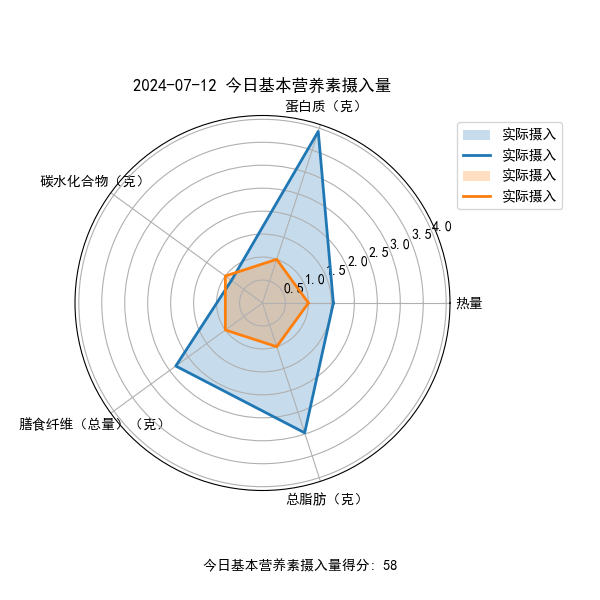 2024-07-12 今日基本营养素摄入量
蛋白质（克）
实际摄入
实际摄入
实际摄入
实际摄入
碳水化合物（克）
4.0
3.5
3.0
2.5
2.0
1.5
1.0
0.5
热量
膳食纤维（总量）（克）
总脂肪（克）
今日基本营养素摄入量得分: 58